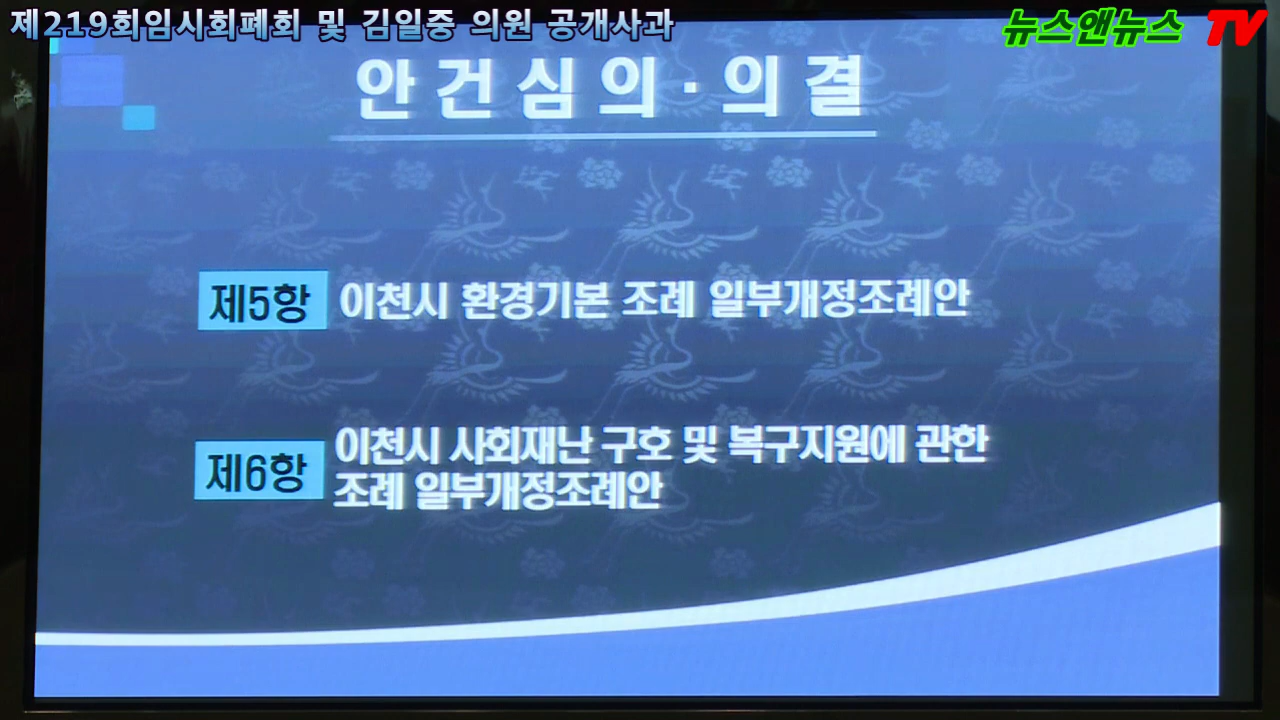 제219회임시회폐회 및 김일중 의원 공개사과
뉴스앤뉴스 TV
안건심의·의결
제5항 이천시 환경기본 조례 일부개정조례안
제6항 이천시 사회재난 구호 및 복구지원에 관한
조례 일부개정조례안